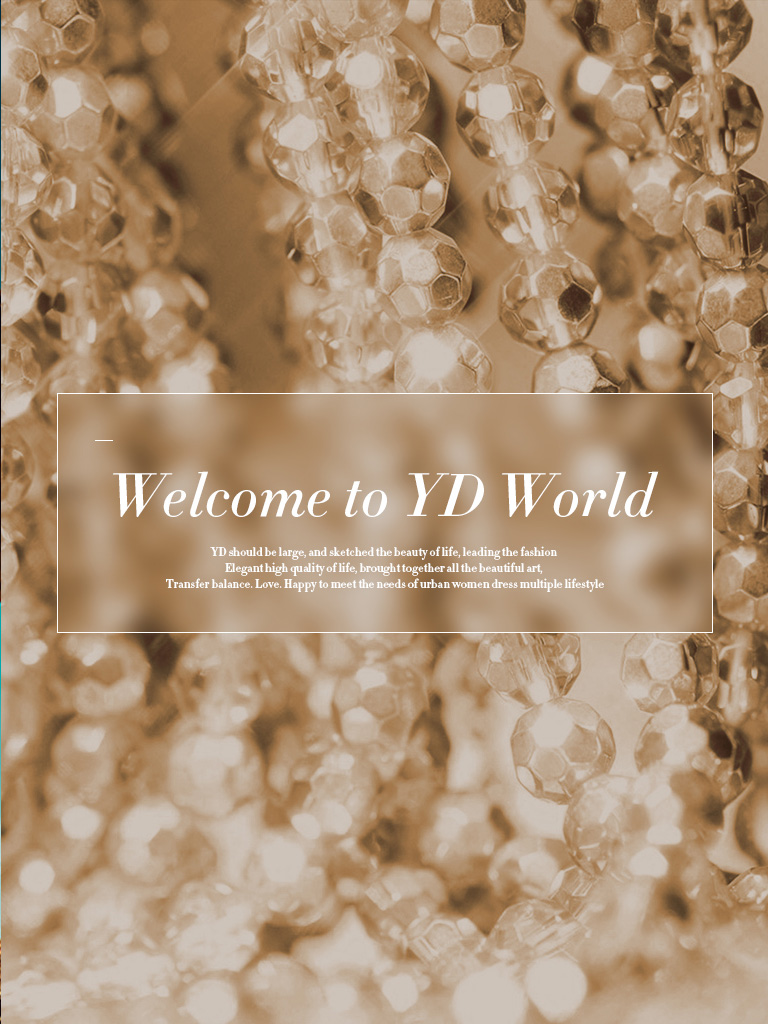 Welcome to YD World
YD should be large, and sketched the beauty of life, leading the fashion
Elegant high quality of life, brought together all the beautiful art,
Transfer balance. Love. Happy to meet the needs of urban women dress multiple lifestyle